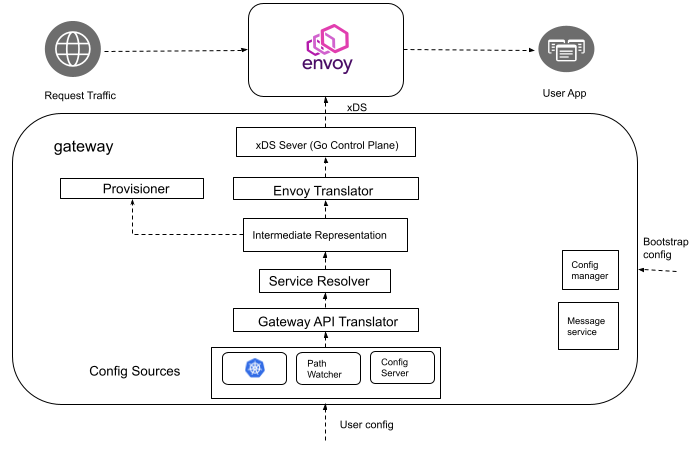 envoy
Request Traffic
User App
xDS
gateway
xDS Sever (Go Control Plane)
Provisioner
Envoy Translator
Intermediate Representation
Bootstrap
config
Config
manager
Service Resolver
Gateway API Translator
Message
service
Config Sources
Path
Watcher
Config
Server
User config